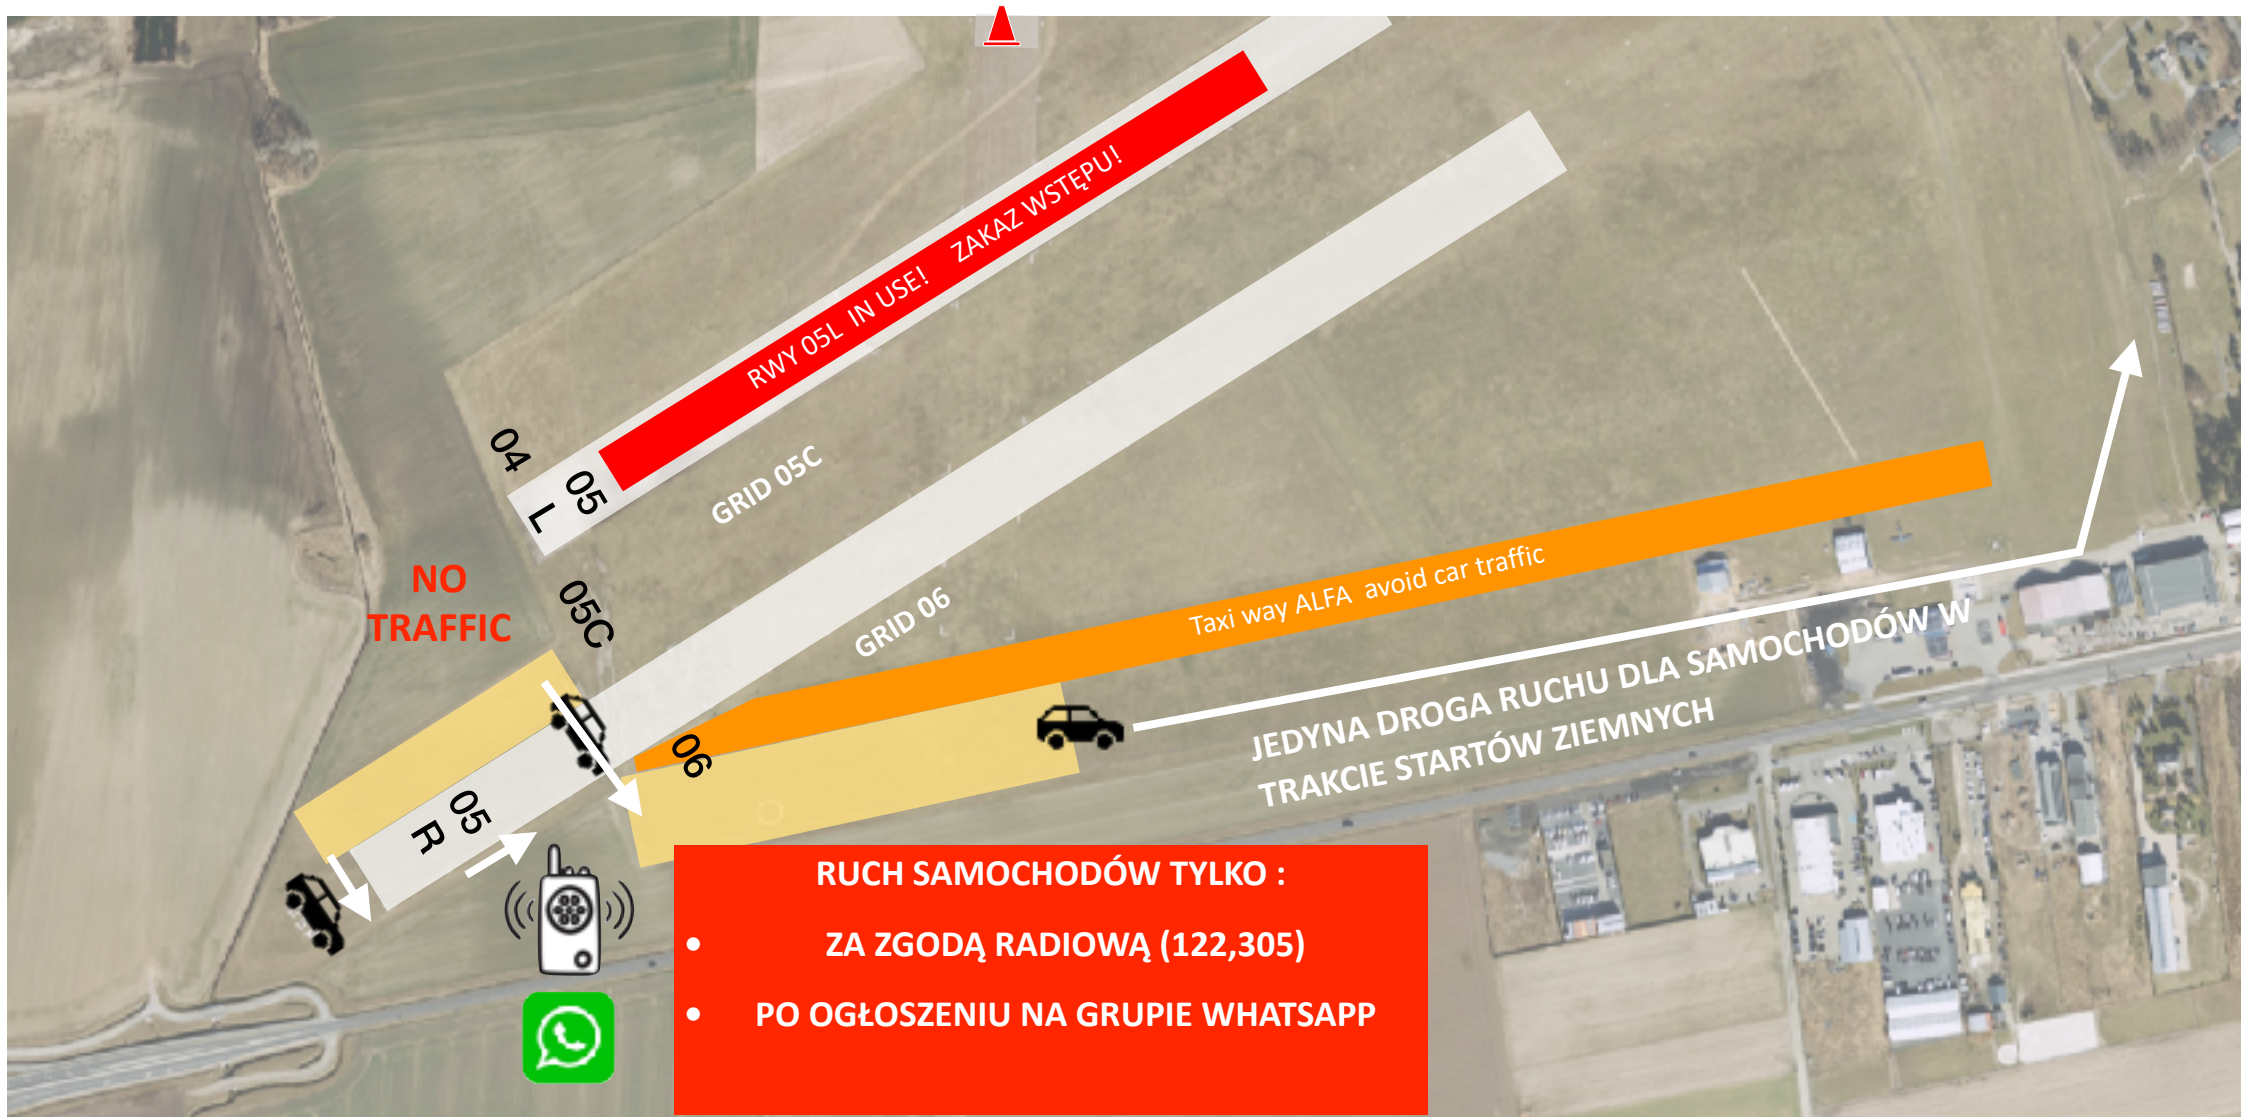 RWY 05L IN USE! ZAKAZ WSTĘPU!
04
05
L
GRID 05C
NO
TRAFFIC
05C
GRID 06
Taxi way ALFA avoid car traffic
06
05
R
JEDYNA DROGA RUCHU DLA SAMOCHODÓW W
TRAKCIE STARTÓW ZIEMNYCH
RUCH SAMOCHODÓW TYLKO :
• ZA ZGODĄ RADIOWĄ (122,305)
• PO OGŁOSZENIU NA GRUPIE WHATSAPP